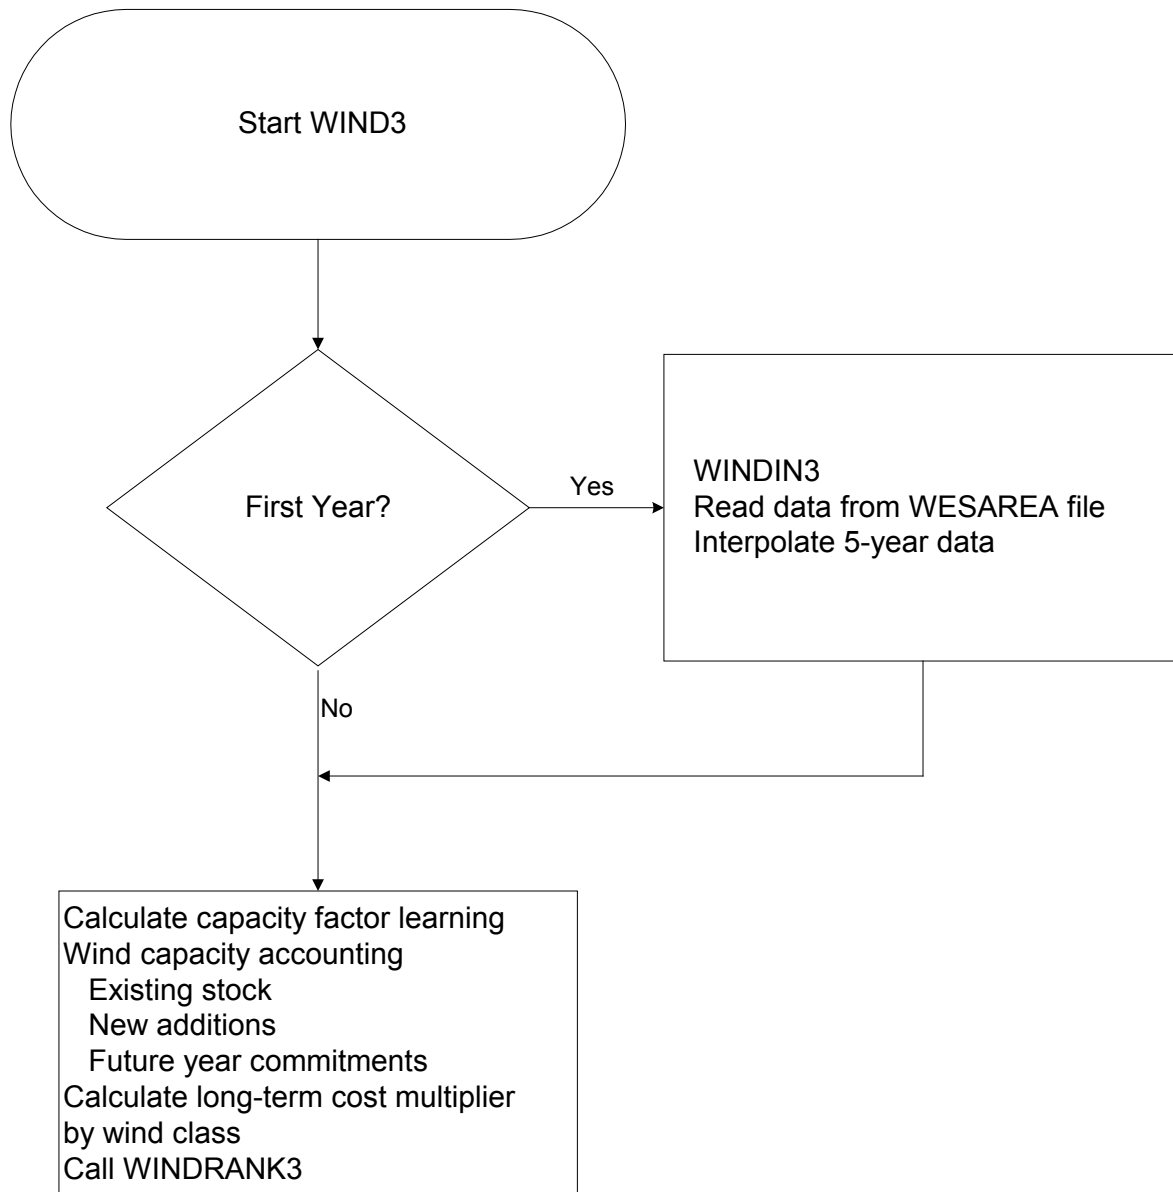 Start WIND3
First Year?
Yes
WINDIN3
Read data from WESAREA file
Interpolate 5-year data
No
Calculate capacity factor learning
Wind capacity accounting
Existing stock
New additions
Future year commitments
Calculate long-term cost multiplier
by wind class
Call WINDRANK3